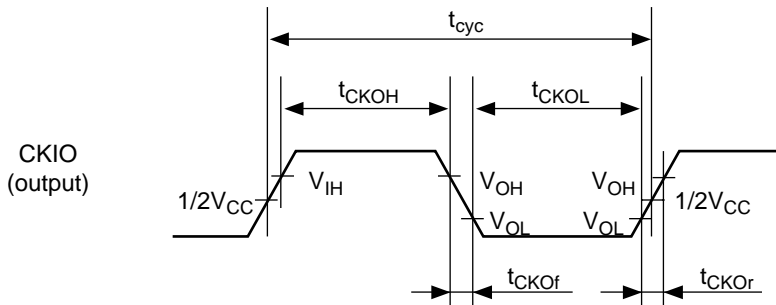 tcyc
tCKOH tCKOL
CKIO
(output)
1/2VCC VIH VOH VOH 1/2VCC
VOL VOL
tCKOf tCKOr